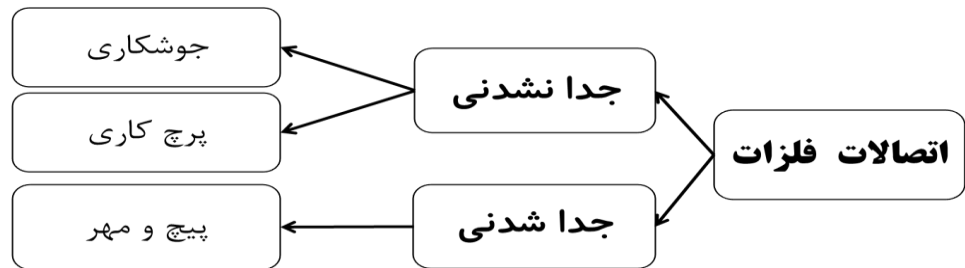 اتصالات فلزات
جدا نشدنی
جوشکاری
پرچ کاری
جدا شدنی
پیچ و مهر